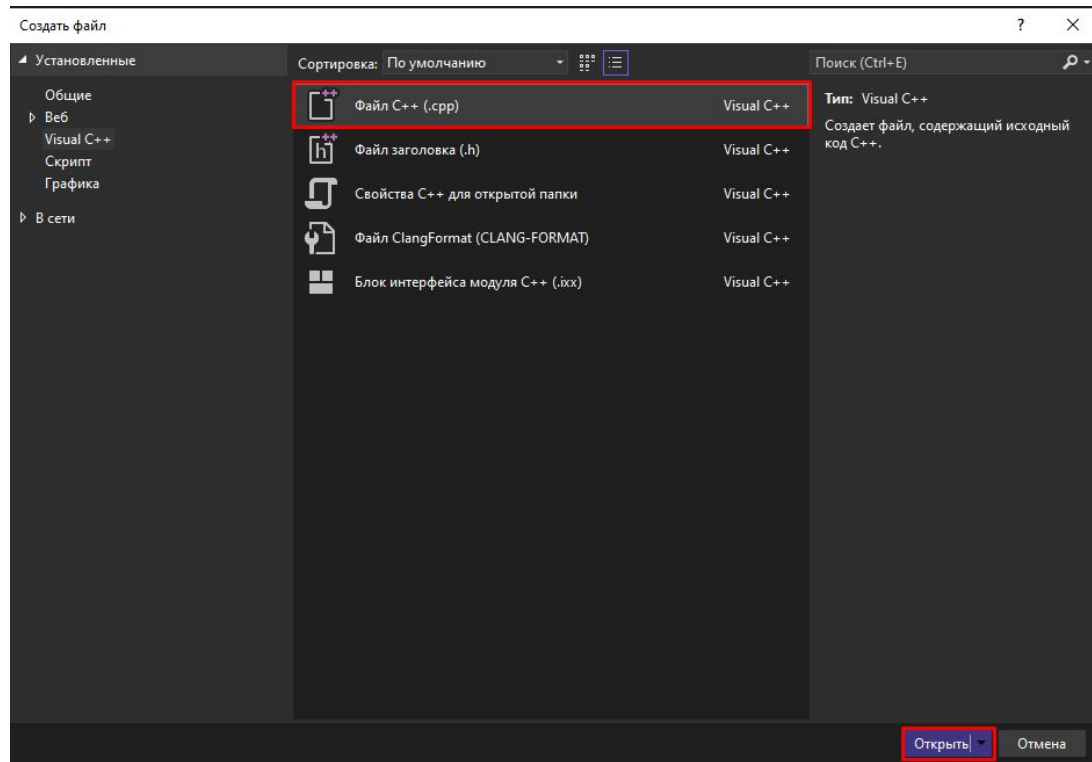 Создать файл
? ×
Установленные
Общие
Веб
Visual C++
Скрипт
Графика
В сети
Сортировка: По умолчанию
Файл C++ (.cpp) Visual C++
Файл заголовка (.h) Visual C++
Свойства C++ для открытой папки Visual C++
Файл ClangFormat (CLANG-FORMAT) Visual C++
Блок интерфейса модуля C++ (.ixx) Visual C++
Поиск (Ctrl+E)
Тип: Visual C++
Создает файл, содержащий исходный
код C++.
Открыть Отмена